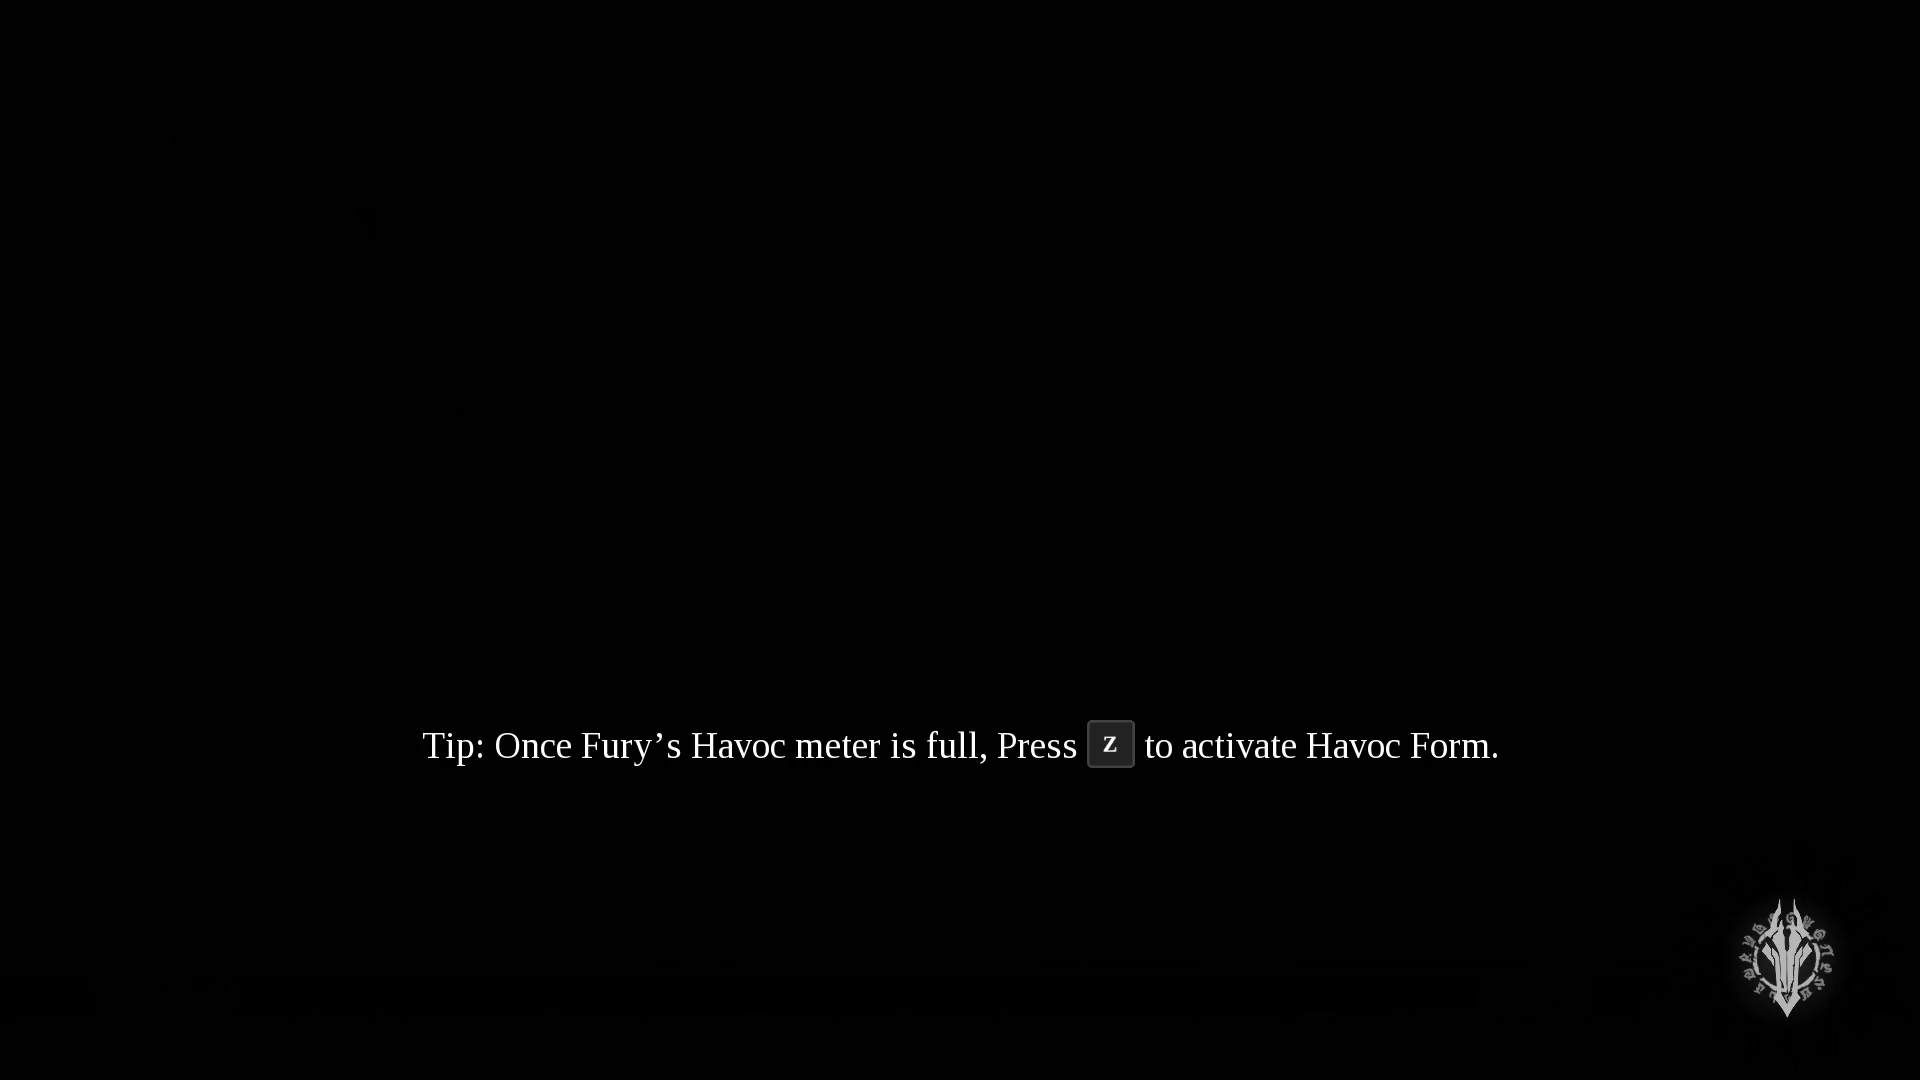 Tip: Once Fury’s Havoc meter is full, Press Z to activate Havoc Form.